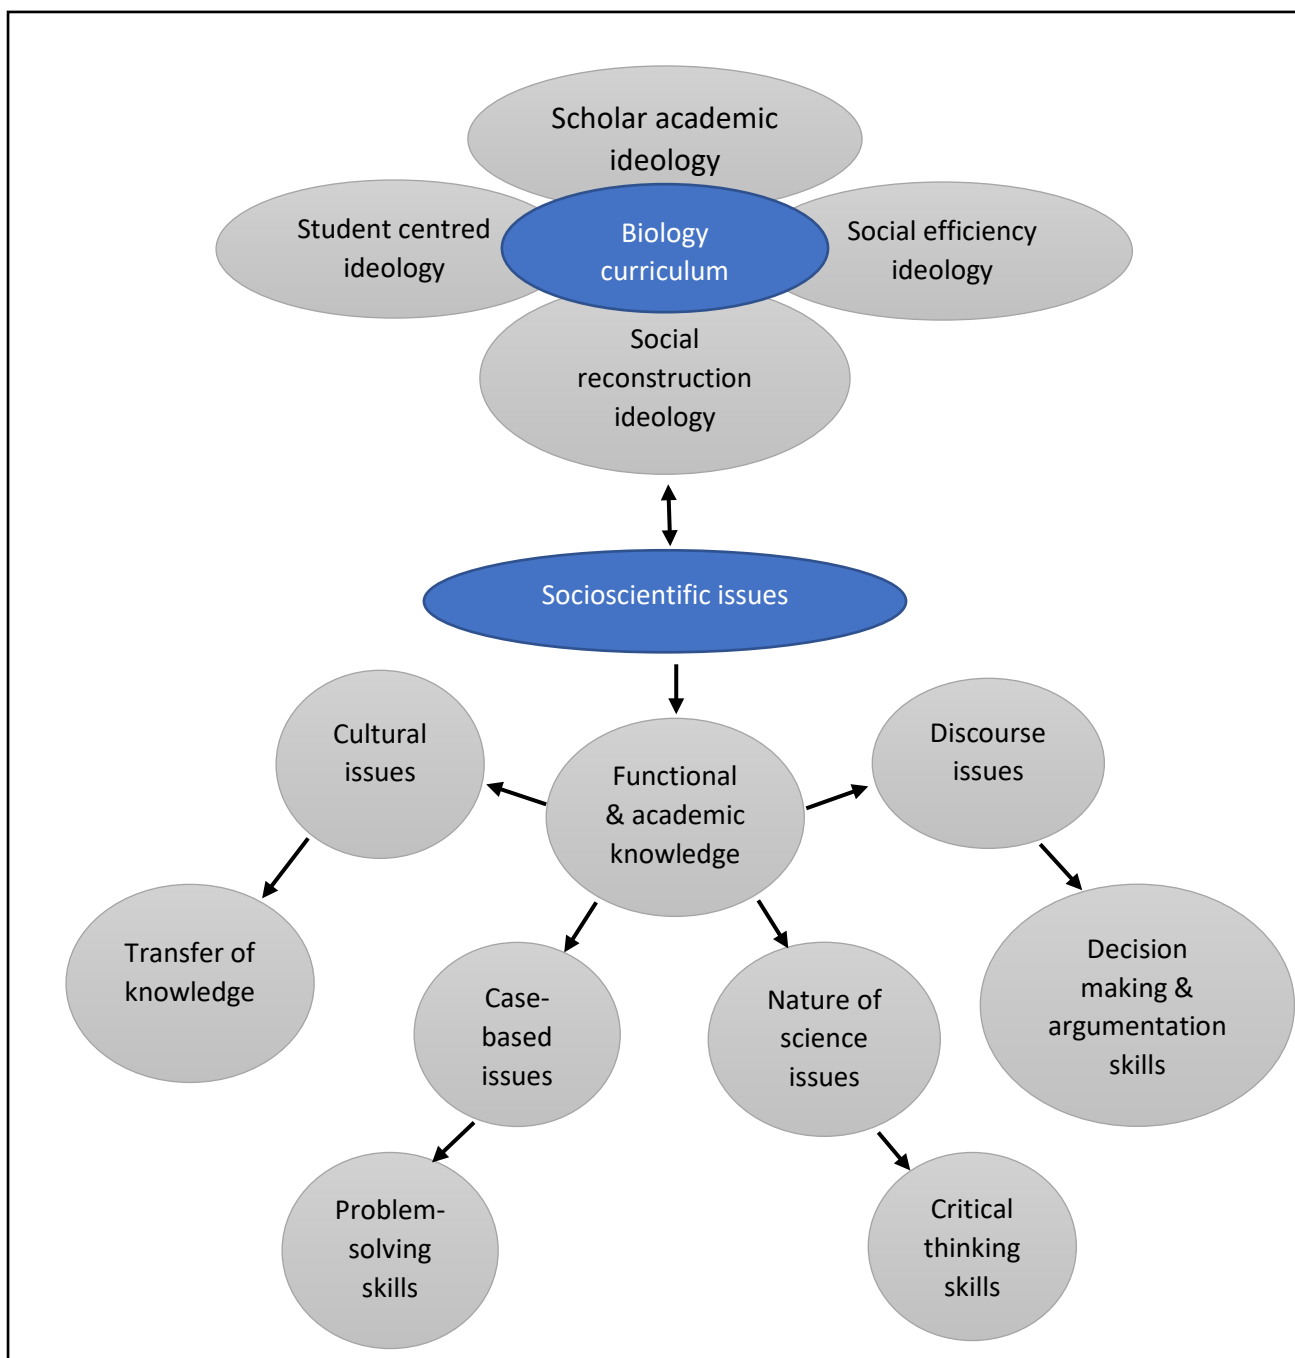 Scholar academic
ideology
Student centred
ideology
Biology
curriculum
Social efficiency
ideology
Social
reconstruction
ideology
Socioscientific issues
Cultural
issues
Functional
& academic
knowledge
Discourse
issues
Transfer of
knowledge
Case-
based
issues
Nature of
science
issues
Decision
making &
argumentation
skills
Problem-
solving
skills
Critical
thinking
skills